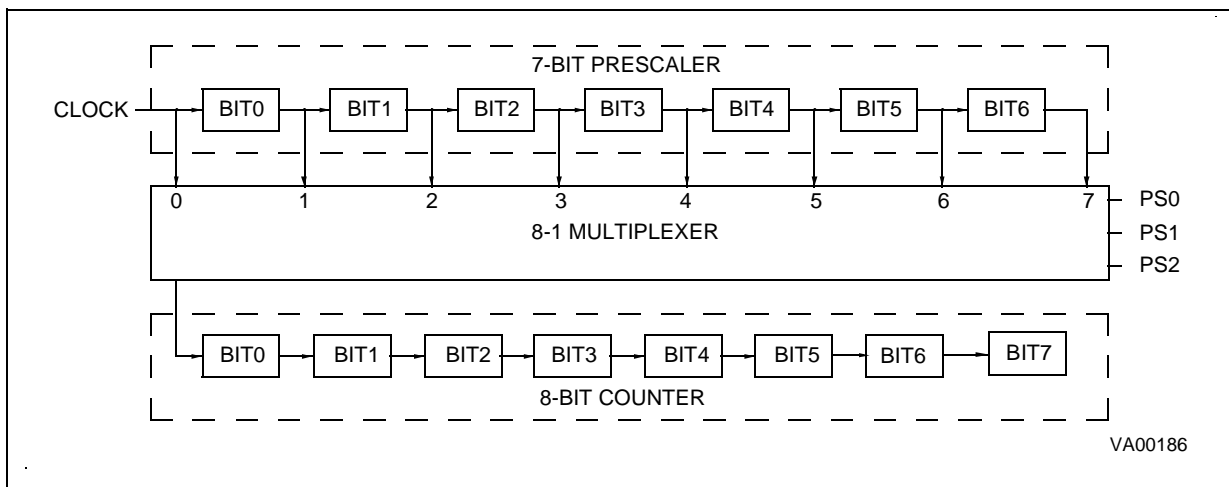 7-BIT PRESCALER
CLOCK BIT0 BIT1 BIT2 BIT3 BIT4 BIT5 BIT6
0 1 2 3 4 5 6 7 PS0
8-1 MULTIPLEXER PS1
PS2
BIT0 BIT1 BIT2 BIT3 BIT4 BIT5 BIT6 BIT7
8-BIT COUNTER
VA00186